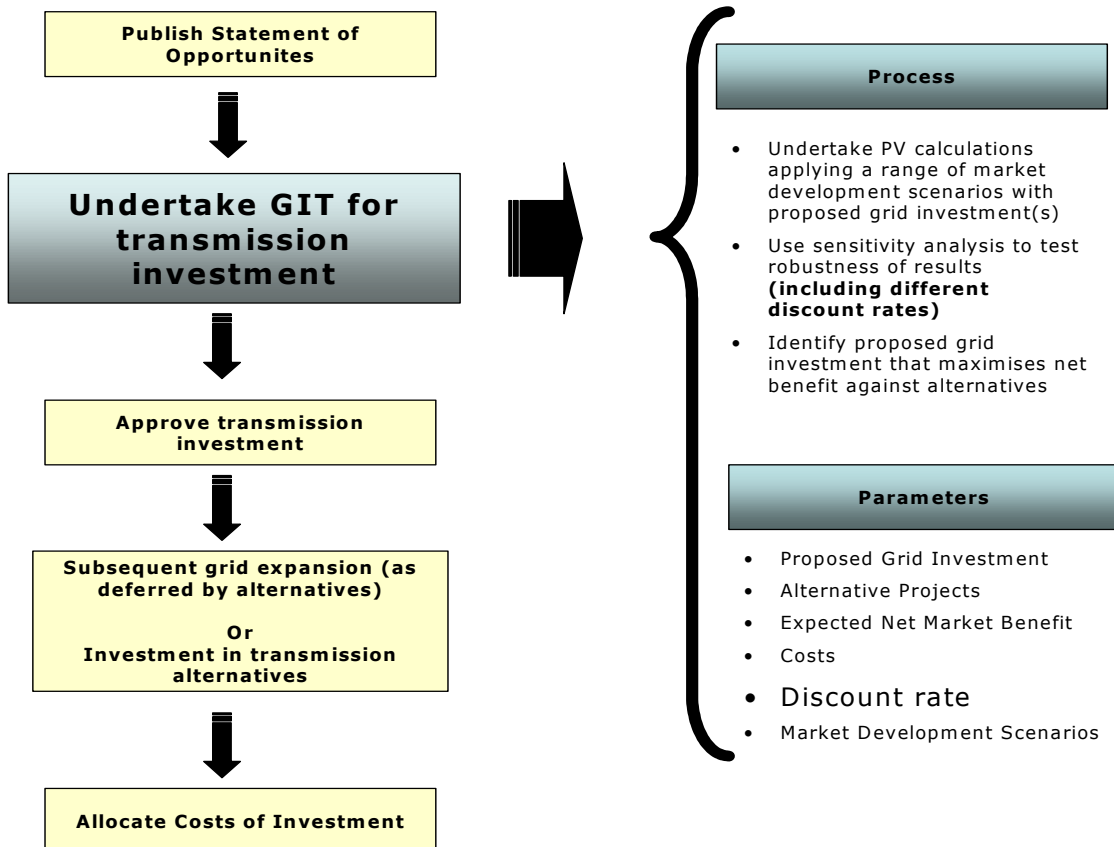 Publish Statement of
Opportunites
Undertake GIT for
transmission
investment
Approve transmission
investment
Subsequent grid expansion (as
deferred by alternatives)
Or
Investment in transmission
alternatives
Allocate Costs of Investment
Process
• Undertake PV calculations
applying a range of market
development scenarios with
proposed grid investment(s)
• Use sensitivity analysis to test
robustness of results
(including different
discount rates)
• Identify proposed grid
investment that maximises net
benefit against alternatives
Parameters
• Proposed Grid Investment
• Alternative Projects
• Expected Net Market Benefit
• Costs
• Discount rate
• Market Development Scenarios